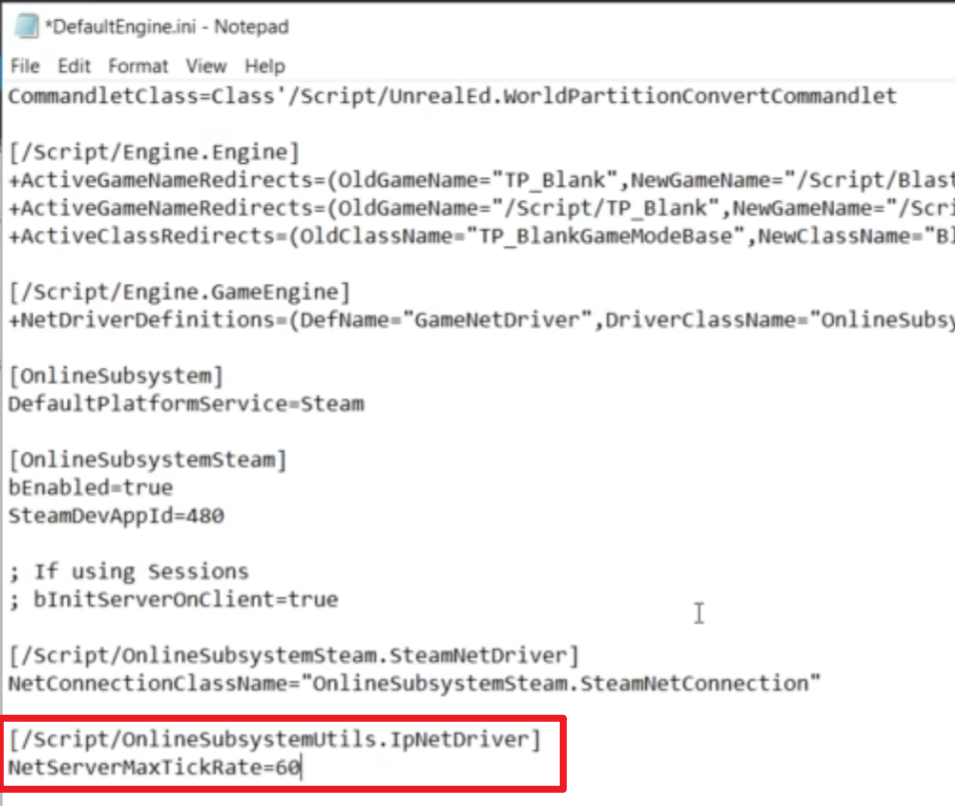 *DefaultEngine.ini - Notepad
File Edit Format View Help
CommandletClass=Class'/Script/UnrealEd.WorldPartitionConvertCommandlet
[/Script/Engine.Engine]
+ActiveGameNameRedirects=(OldGameName="TP_Blank",NewGameName="/Script/Blast
+ActiveGameNameRedirects=(OldGameName="/Script/TP_Blank",NewGameName="/Scri
+ActiveClassRedirects=(OldClassName="TP_BlankGameModeBase",NewClassName="Bl
[/Script/Engine.GameEngine]
+NetDriverDefinitions=(DefName="GameNetDriver",DriverClassName="OnlineSubsy
[OnlineSubsystem]
DefaultPlatformService=Steam
[OnlineSubsystemSteam]
bEnabled=true
SteamDevAppId=480
; If using Sessions
; bInitServerOnClient=true
[/Script/OnlineSubsystemSteam.SteamNetDriver]
NetConnectionClassName="OnlineSubsystemSteam.SteamNetConnection"
[/Script/OnlineSubsystemUtils.IpNetDriver]
NetServerMaxTickRate=60